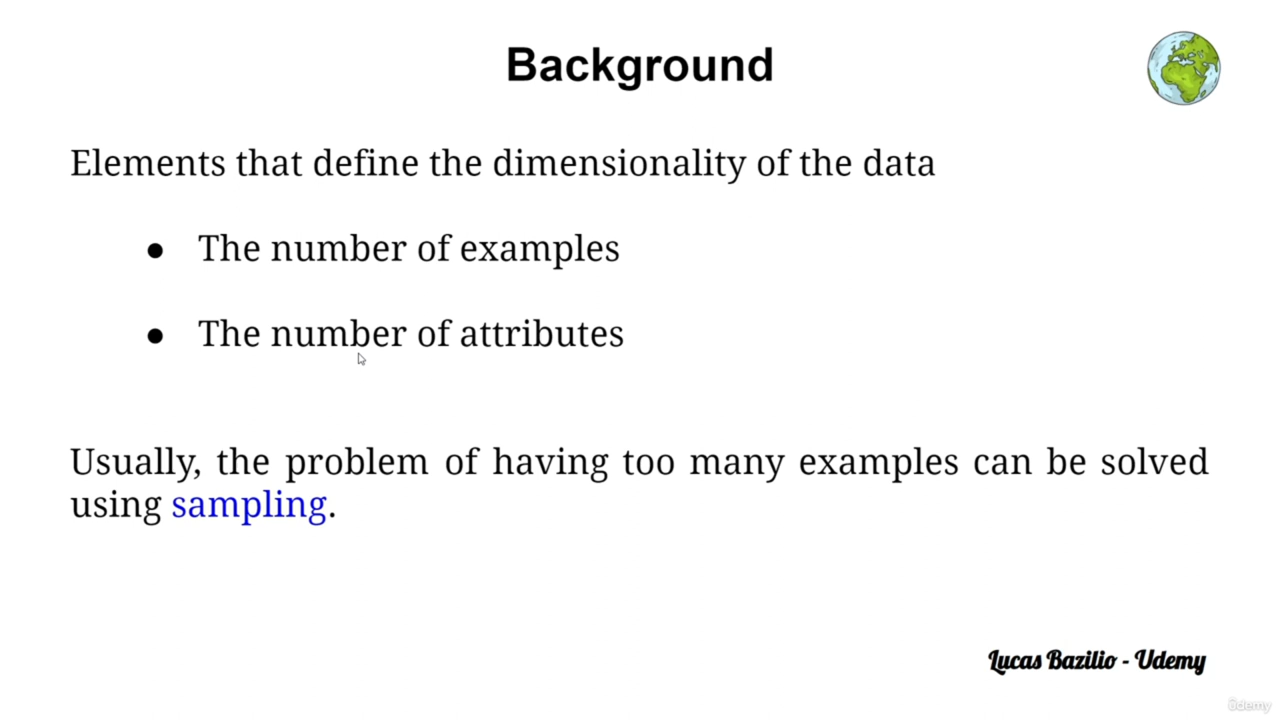 Background
Elements that define the dimensionality of the data
● The number of examples
● The number of attributes
Usually, the problem of having too many examples can be solved
using sampling.
Lucas Bazilio - Udemy
ûdemy